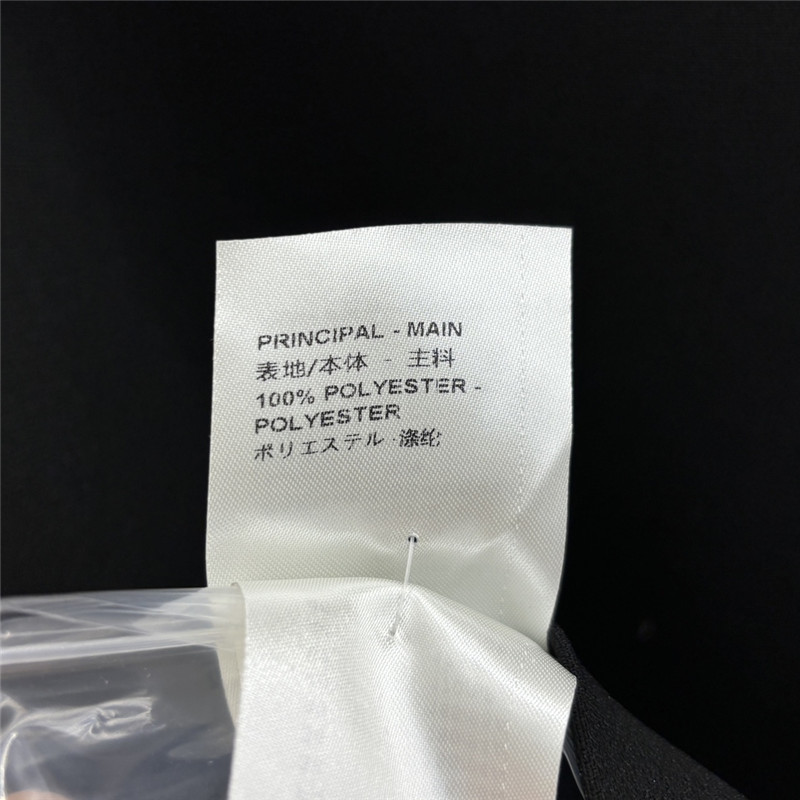 PRINCIPAL - MAIN
表地/本体 - 主料
100% POLYESTER -
POLYESTER
ポリエステル - 涤纶